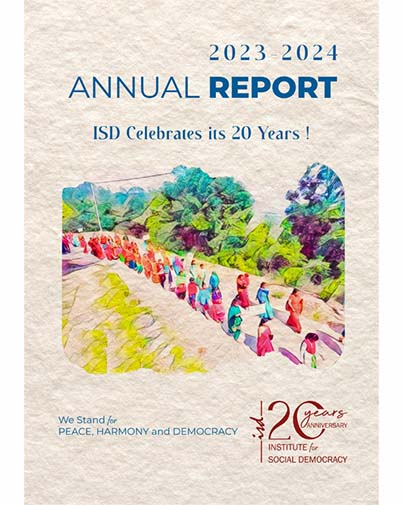 2023-2024
ANNUAL REPORT
ISD Celebrates its 20 Years !
We Stand for
PEACE, HARMONY and DEMOCRACY
isd 20 years
ANNIVERSARY
INSTITUTE for
SOCIAL DEMOCRACY